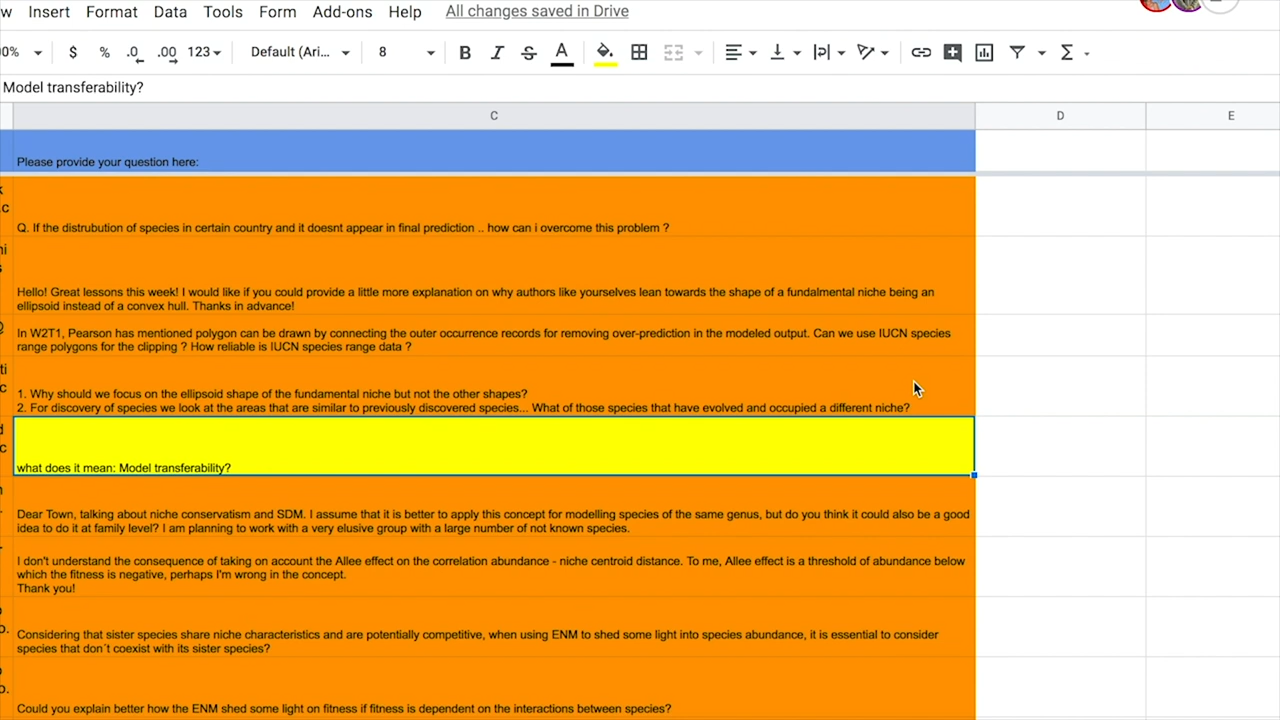 w Insert Format Data Tools Form Add-ons Help All changes saved in Drive
0% $ % .0 .00 123 Default (Ari... 8 B I S A Σ
Model transferability?
C D E
Please provide your question here:
k
.c
Q. If the distrubution of species in certain country and it doesnt appear in final prediction .. how can i overcome this problem ?
ni
s
Hello! Great lessons this week! I would like if you could provide a little more explanation on why authors like yourselves lean towards the shape of a fundalmental niche being an
ellipsoid instead of a convex hull. Thanks in advance!
In W2T1, Pearson has mentioned polygon can be drawn by connecting the outer occurrence records for removing over-prediction in the modeled output. Can we use IUCN species
range polygons for the clipping ? How reliable is IUCN species range data ?
ti
c
1. Why should we focus on the ellipsoid shape of the fundamental niche but not the other shapes?
2. For discovery of species we look at the areas that are similar to previously discovered species... What of those species that have evolved and occupied a different niche?
d
c
what does it mean: Model transferability?
Dear Town, talking about niche conservatism and SDM. I assume that it is better to apply this concept for modelling species of the same genus, but do you think it could also be a good
idea to do it at family level? I am planning to work with a very elusive group with a large number of not known species.
I don't understand the consequence of taking on account the Allee effect on the correlation abundance - niche centroid distance. To me, Allee effect is a threshold of abundance below
which the fitness is negative, perhaps I'm wrong in the concept.
Thank you!
o.
Considering that sister species share niche characteristics and are potentially competitive, when using ENM to shed some light into species abundance, it is essential to consider
species that don´t coexist with its sister species?
o.
Could you explain better how the ENM shed some light on fitness if fitness is dependent on the interactions between species?